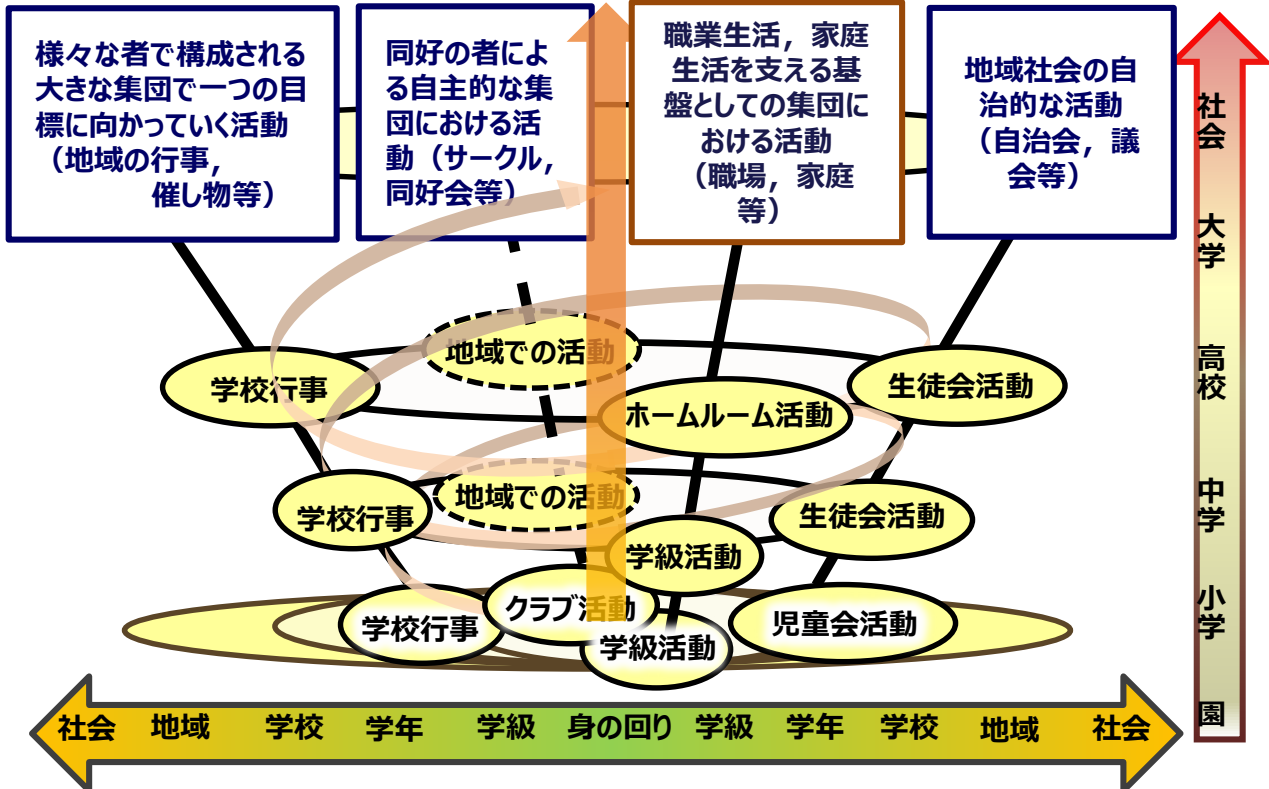 様々な者で構成される
大きな集団で一つの目
標に向かっていく活動
（地域の行事，
催し物等）
同好の者によ
る自主的な集
団における活
動（サークル，
同好会等）
職業生活，家庭
生活を支える基
盤としての集団に
おける活動
（職場，家庭
等）
地域社会の自
治的な活動
（自治会，議
会等）
社会
大学
高校
中学
小学
園
地域での活動
学校行事
生徒会活動
ホームルーム活動
地域での活動
学校行事
生徒会活動
学級活動
クラブ活動
学校行事
児童会活動
学級活動
社会 地域 学校 学年 学級 身の回り 学級 学年 学校 地域 社会